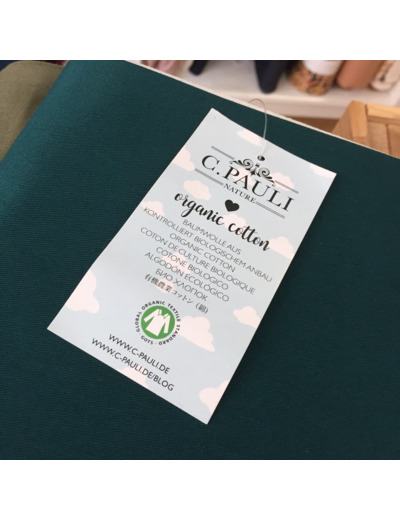 C. PAULI
NATURE
organic cotton
BAUMWOLLE AUS
KONTROLLIERT BIOLOGISCHEM ANBAU
ORGANIC COTTON
COTON DE CULTURE BIOLOGIQUE
COTONE BIOLOGICO
ALGODÓN ECOLÓGICO
БИО ХЛОПОК
有機農業コットン（綿）
GLOBAL ORGANIC TEXTILE STANDARD
GOTS
WWW.C-PAULI.DE
WWW.C-PAULI.DE/BLOG